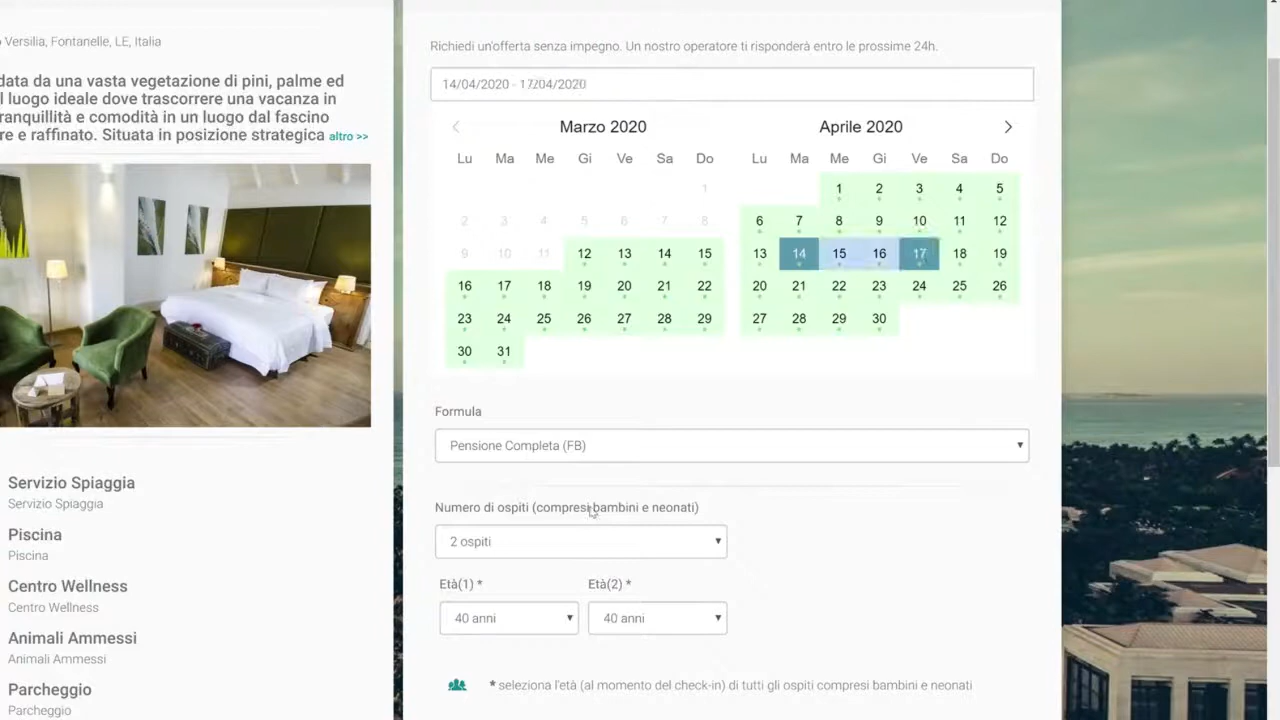 Versilia, Fontanelle, LE, Italia
data da una vasta vegetazione di pini, palme ed
l luogo ideale dove trascorrere una vacanza in
ranquillità e comodità in un luogo dal fascino
re e raffinato. Situata in posizione strategica altro >>
Servizio Spiaggia
Servizio Spiaggia
Piscina
Piscina
Centro Wellness
Centro Wellness
Animali Ammessi
Animali Ammessi
Parcheggio
Parcheggio
Richiedi un'offerta senza impegno. Un nostro operatore ti risponderà entro le prossime 24h.
14/04/2020 - 17/04/2020
Marzo 2020
Lu Ma Me Gi Ve Sa Do
1
2 3 4 5 6 7 8
9 10 11 12 13 14 15
16 17 18 19 20 21 22
23 24 25 26 27 28 29
30 31
Aprile 2020
Lu Ma Me Gi Ve Sa Do
1 2 3 4 5
6 7 8 9 10 11 12
13 14 15 16 17 18 19
20 21 22 23 24 25 26
27 28 29 30
Formula
Pensione Completa (FB)
Numero di ospiti (compresi bambini e neonati)
2 ospiti
Età(1) * Età(2) *
40 anni 40 anni
* seleziona l'età (al momento del check-in) di tutti gli ospiti compresi bambini e neonati